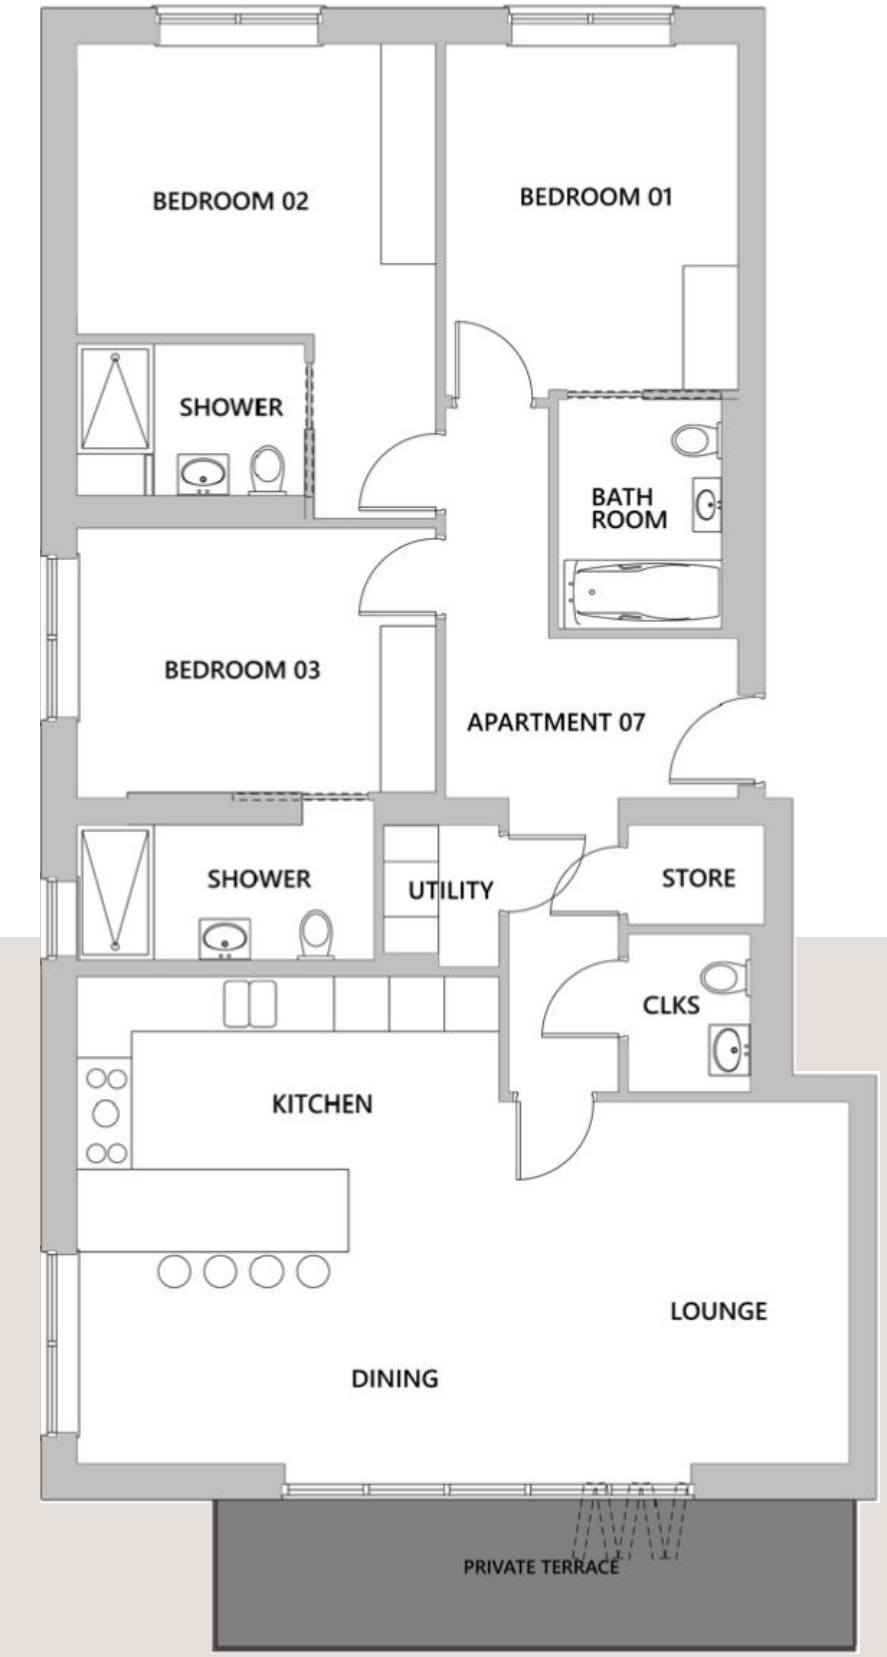 BEDROOM 02
BEDROOM 01
SHOWER
BATH
ROOM
BEDROOM 03
APARTMENT 07
SHOWER
UTILITY
STORE
CLKS
KITCHEN
LOUNGE
DINING
PRIVATE TERRACE